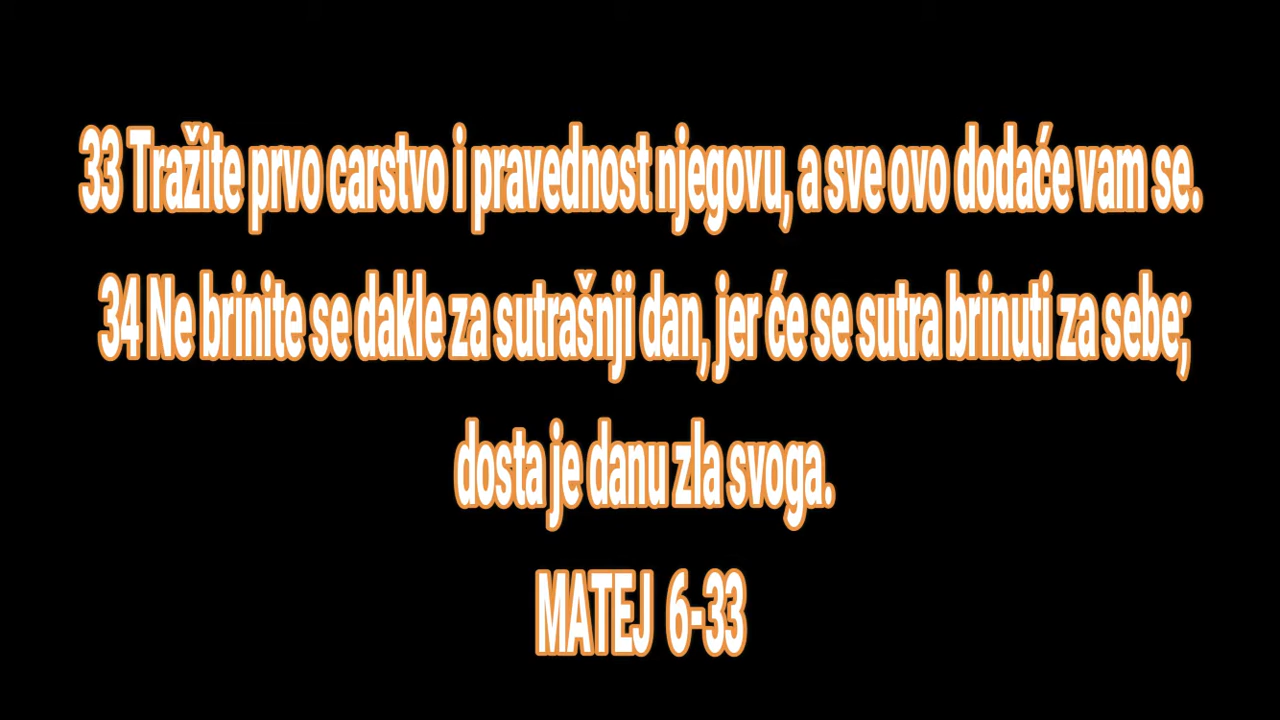 33 Tražite prvo carstvo i pravednost njegovu, a sve ovo dodaće vam se.
34 Ne brinite se dakle za sutrašnji dan, jer će se sutra brinuti za sebe;
dosta je danu zla svoga.
MATEJ 6-33